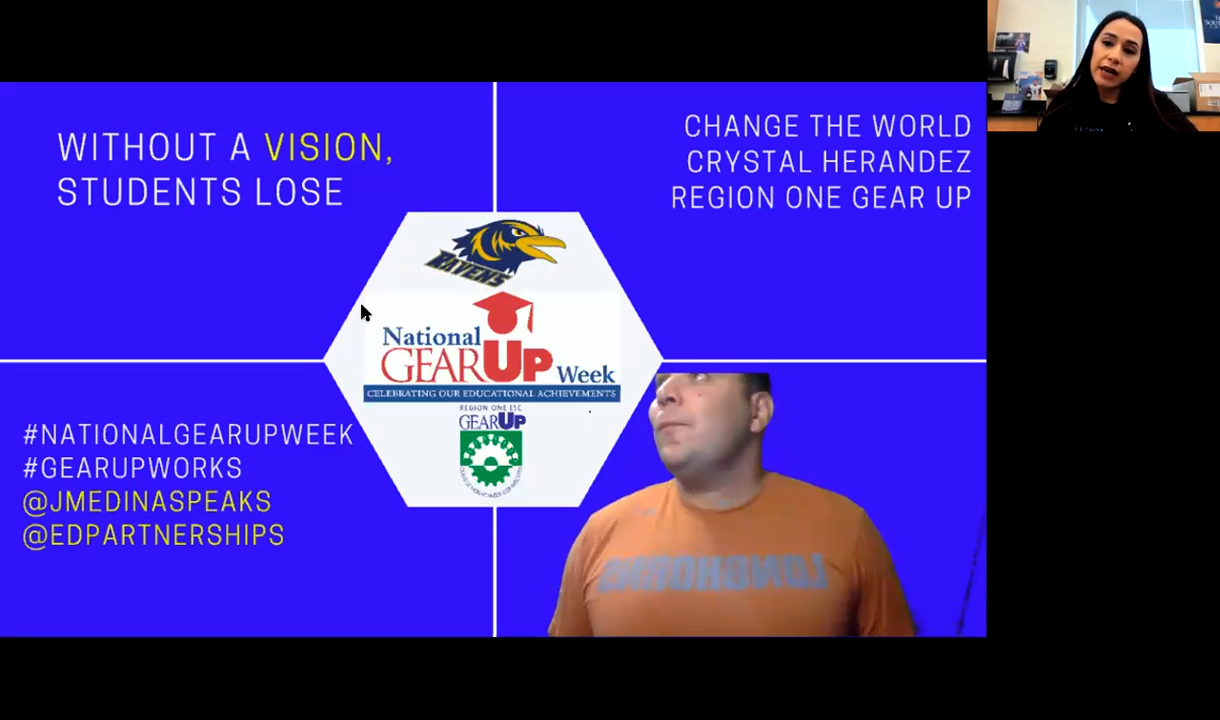 WITHOUT A VISION,
STUDENTS LOSE
CHANGE THE WORLD
CRYSTAL HERANDEZ
REGION ONE GEAR UP
RAVENS
National
GEAR UP Week
CELEBRATING OUR EDUCATIONAL ACHIEVEMENTS
REGION ONE ESC
GEAR UP
#NATIONALGEARUPWEEK
#GEARUPWORKS
@JMEDINASPEAKS
@EDPARTNERSHIPS
LONGHORNS